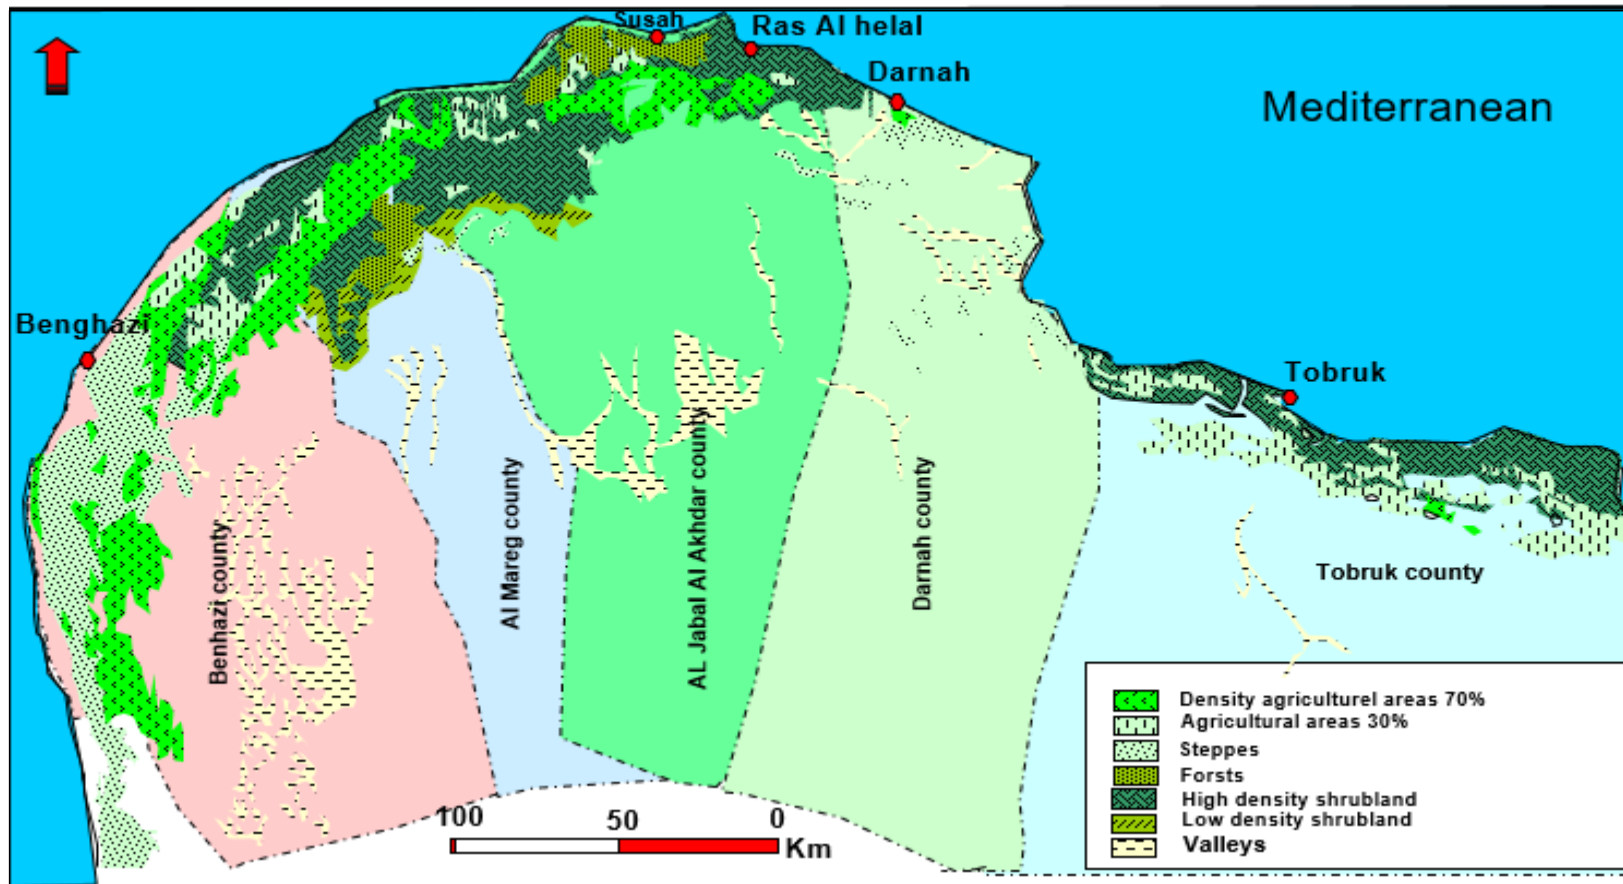 Susah
Ras Al helal
Darnah
Mediterranean
Benghazi
Tobruk
Benhazi county
Al Mareg county
AL Jabal Al Akhdar county
Darnah county
Tobruk county
Density agriculturel areas 70%
Agricultural areas 30%
Steppes
Forsts
High density shrubland
Low density shrubland
Valleys
100 50 0
Km